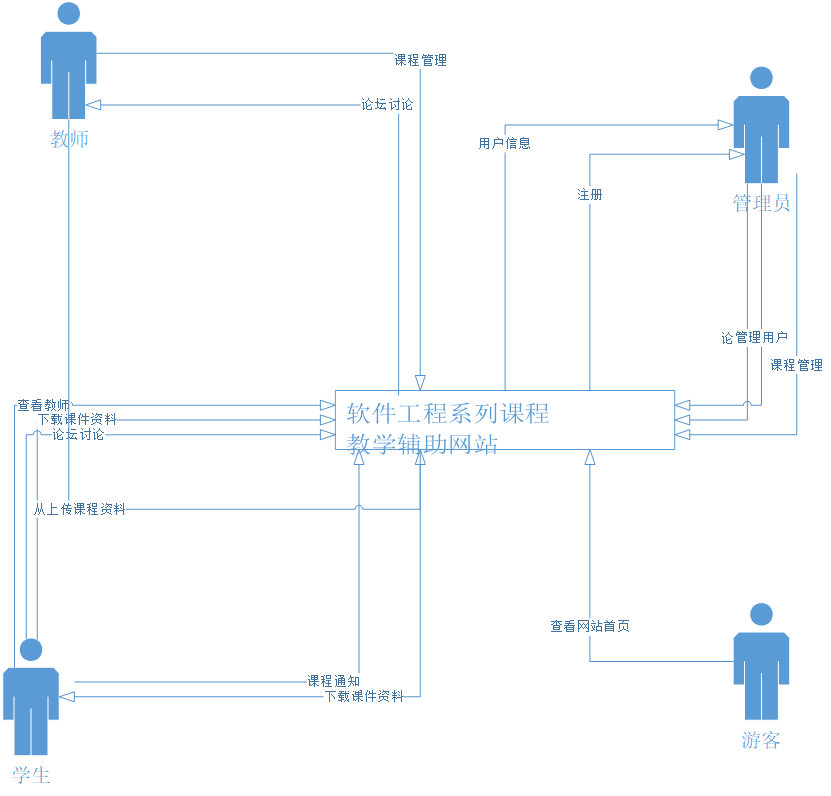 课程管理
论坛讨论
教师
用户信息
注册
管理员
论管理用户
课程管理
查看教师
下载课件资料
论坛讨论
软件工程系列课程
教学辅助网站
从上传课程资料
查看网站首页
课程通知
下载课件资料
游客
学生